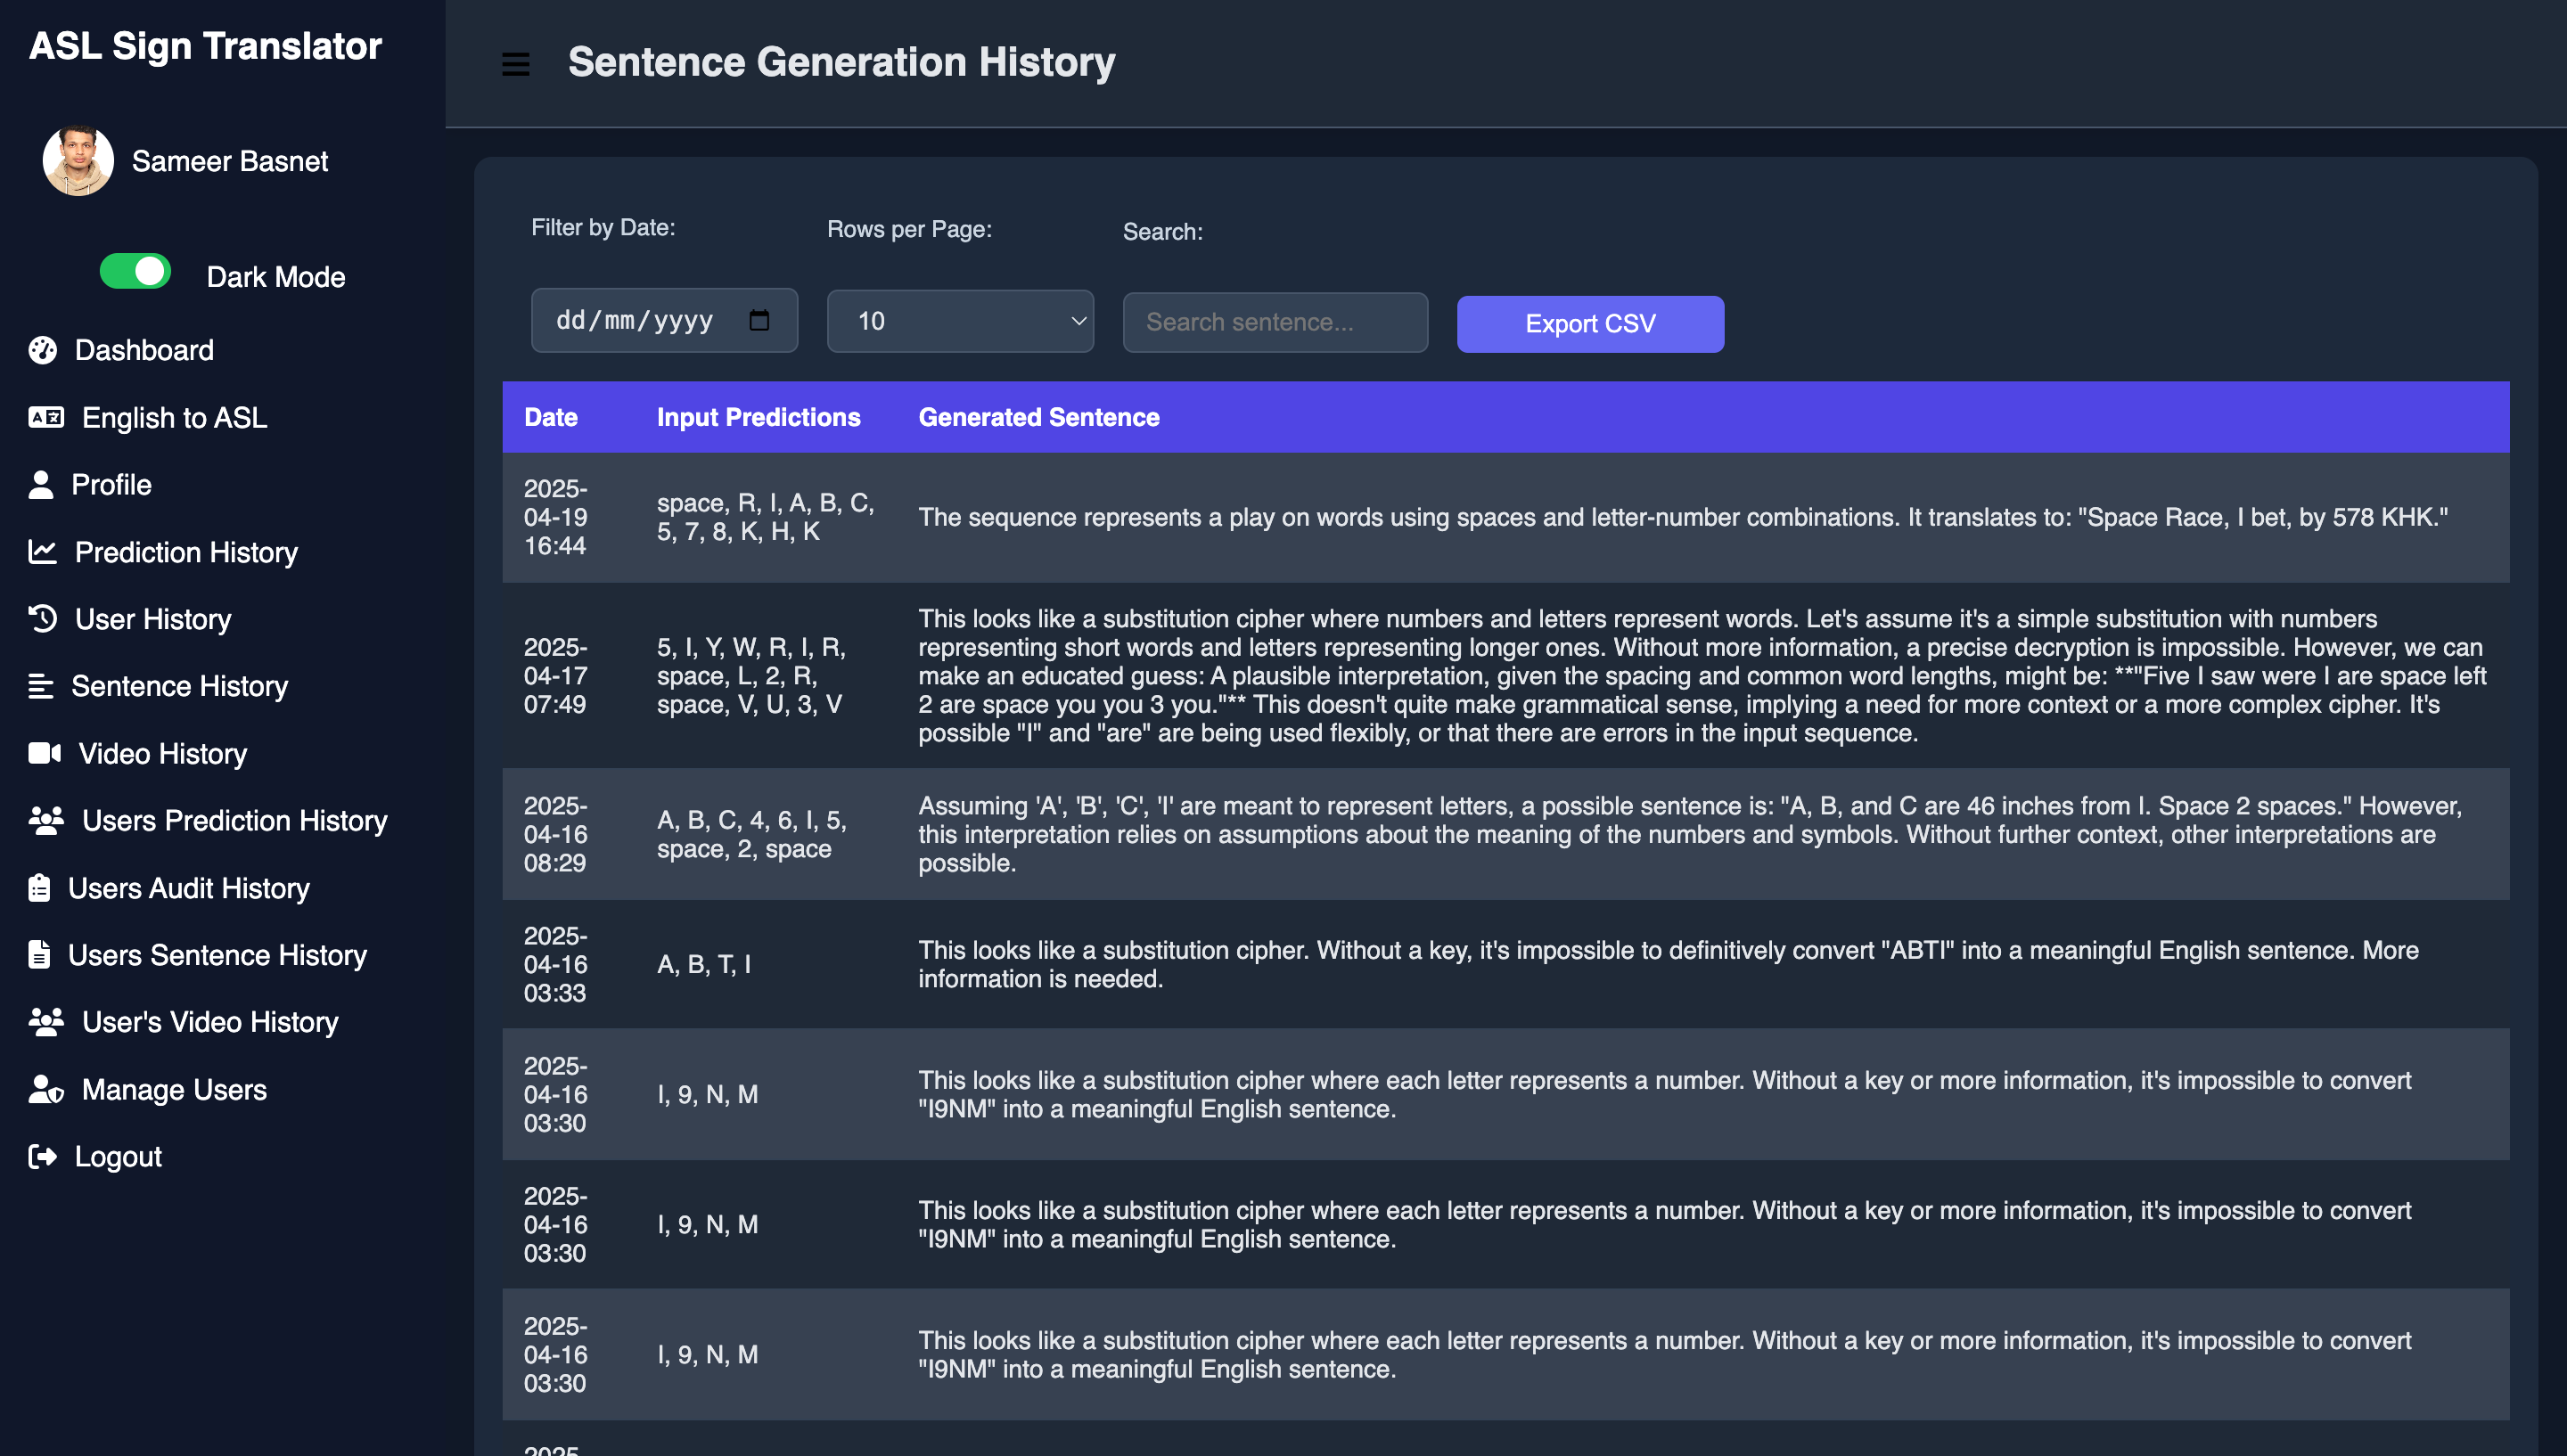 ASL Sign Translator
Sameer Basnet
Dark Mode
Dashboard
English to ASL
Profile
Prediction History
User History
Sentence History
Video History
Users Prediction History
Users Audit History
Users Sentence History
User's Video History
Manage Users
Logout
Sentence Generation History
Filter by Date:
Rows per Page:
Search:
dd/mm/yyyy
10
Search sentence...
Export CSV
Date
Input Predictions
Generated Sentence
2025-
04-19
16:44
space, R, I, A, B, C,
5, 7, 8, K, H, K
The sequence represents a play on words using spaces and letter-number combinations. It translates to: "Space Race, I bet, by 578 KHK."
2025-
04-17
07:49
5, I, Y, W, R, I, R,
space, L, 2, R,
space, V, U, 3, V
This looks like a substitution cipher where numbers and letters represent words. Let's assume it's a simple substitution with numbers
representing short words and letters representing longer ones. Without more information, a precise decryption is impossible. However, we can
make an educated guess: A plausible interpretation, given the spacing and common word lengths, might be: **"Five I saw were I are space left
2 are space you you 3 you."** This doesn't quite make grammatical sense, implying a need for more context or a more complex cipher. It's
possible "I" and "are" are being used flexibly, or that there are errors in the input sequence.
2025-
04-16
08:29
A, B, C, 4, 6, I, 5,
space, 2, space
Assuming 'A', 'B', 'C', 'I' are meant to represent letters, a possible sentence is: "A, B, and C are 46 inches from I. Space 2 spaces." However,
this interpretation relies on assumptions about the meaning of the numbers and symbols. Without further context, other interpretations are
possible.
2025-
04-16
03:33
A, B, T, I
This looks like a substitution cipher. Without a key, it's impossible to definitively convert "ABTI" into a meaningful English sentence. More
information is needed.
2025-
04-16
03:30
I, 9, N, M
This looks like a substitution cipher where each letter represents a number. Without a key or more information, it's impossible to convert
"I9NM" into a meaningful English sentence.
2025-
04-16
03:30
I, 9, N, M
This looks like a substitution cipher where each letter represents a number. Without a key or more information, it's impossible to convert
"I9NM" into a meaningful English sentence.
2025-
04-16
03:30
I, 9, N, M
This looks like a substitution cipher where each letter represents a number. Without a key or more information, it's impossible to convert
"I9NM" into a meaningful English sentence.
2025-